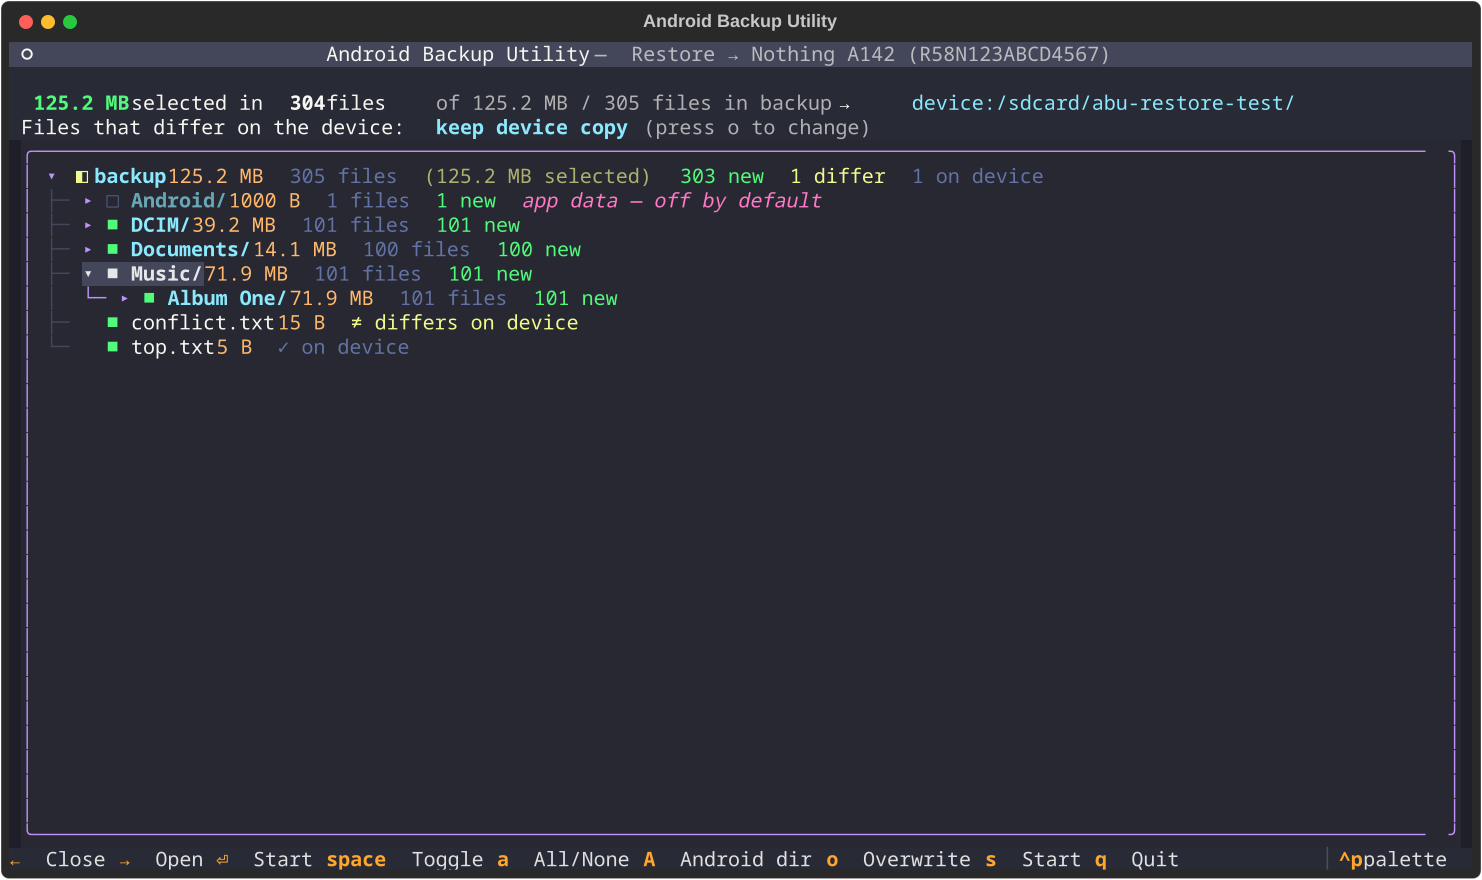 Android Backup Utility
Android Backup Utility — Restore → Nothing A142 (R58N123ABCD4567)
125.2 MB selected in 304 files of 125.2 MB / 305 files in backup → device:/sdcard/abu-restore-test/
Files that differ on the device: keep device copy (press o to change)
▾ ◧ backup 125.2 MB 305 files (125.2 MB selected) 303 new 1 differ 1 on device
▸ □ Android/ 1000 B 1 files 1 new app data — off by default
▸ ■ DCIM/ 39.2 MB 101 files 101 new
▸ ■ Documents/ 14.1 MB 100 files 100 new
▾ ■ Music/ 71.9 MB 101 files 101 new
▸ ■ Album One/ 71.9 MB 101 files 101 new
■ conflict.txt 15 B ≠ differs on device
■ top.txt 5 B ✓ on device
← Close → Open ⏎ Start space Toggle a All/None A Android dir o Overwrite s Start q Quit ^p palette